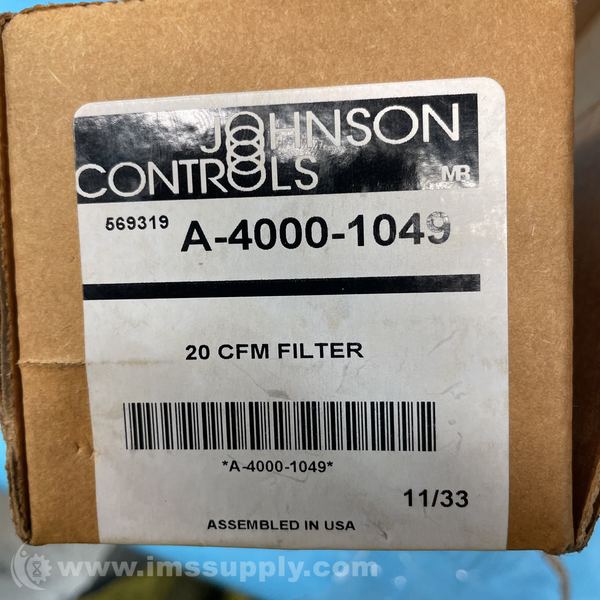 JOHNSON
CONTROLS
MR
569319 A-4000-1049
20 CFM FILTER
*A-4000-1049*
11/33
ASSEMBLED IN USA
www.imssupply.com